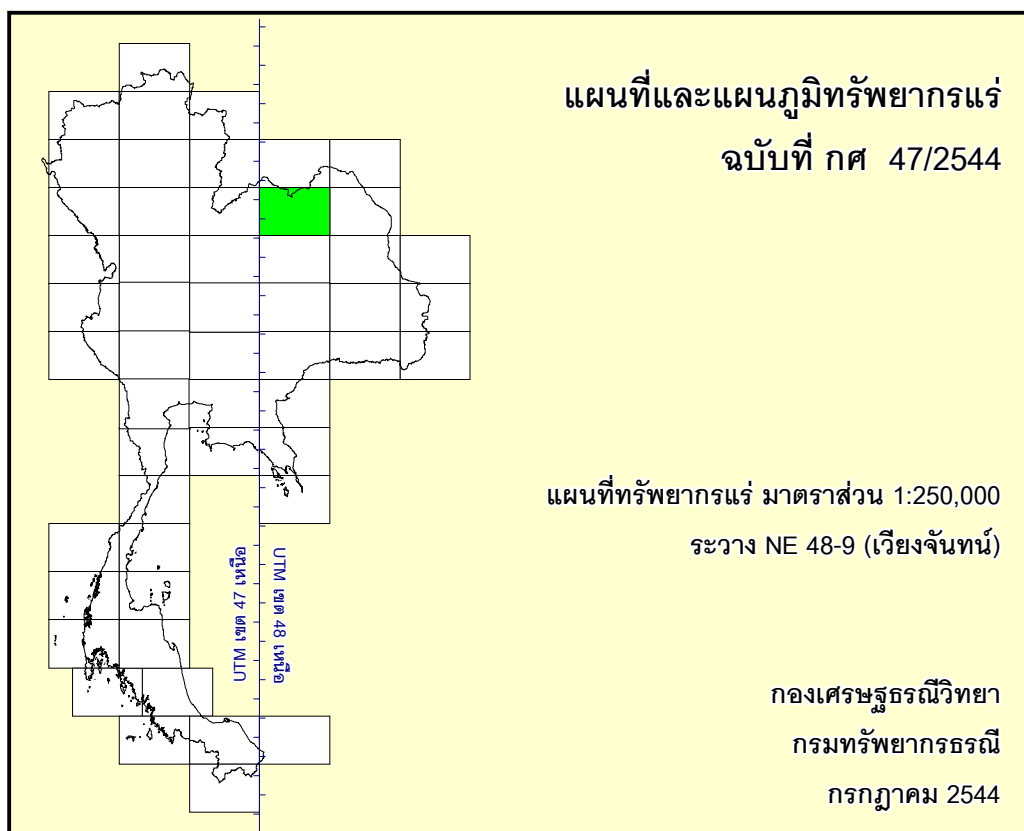 แผนที่และแผนภูมิทรัพยากรแร่
ฉบับที่ กศ 47/2544
แผนที่ทรัพยากรแร่ มาตราส่วน 1:250,000
ระวาง NE 48-9 (เวียงจันทน์)
UTM เขต 47 เหนือ
UTM เขต 48 เหนือ
กองเศรษฐธรณีวิทยา
กรมทรัพยากรธรณี
กรกฎาคม 2544